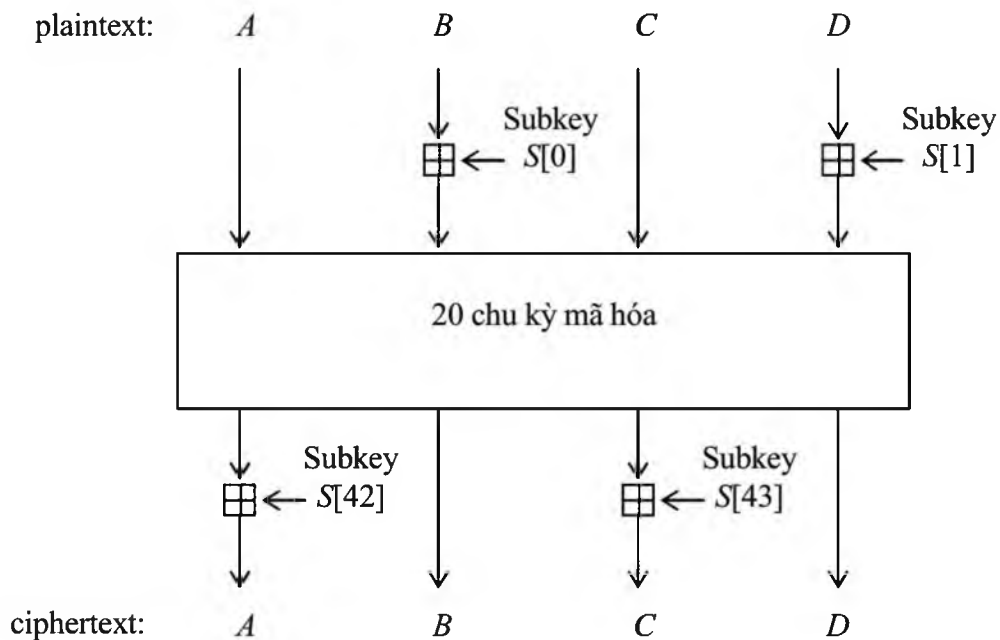 plaintext: A B C D
Subkey S[0]
Subkey S[1]
20 chu kỳ mã hóa
Subkey S[42]
Subkey S[43]
ciphertext: A B C D